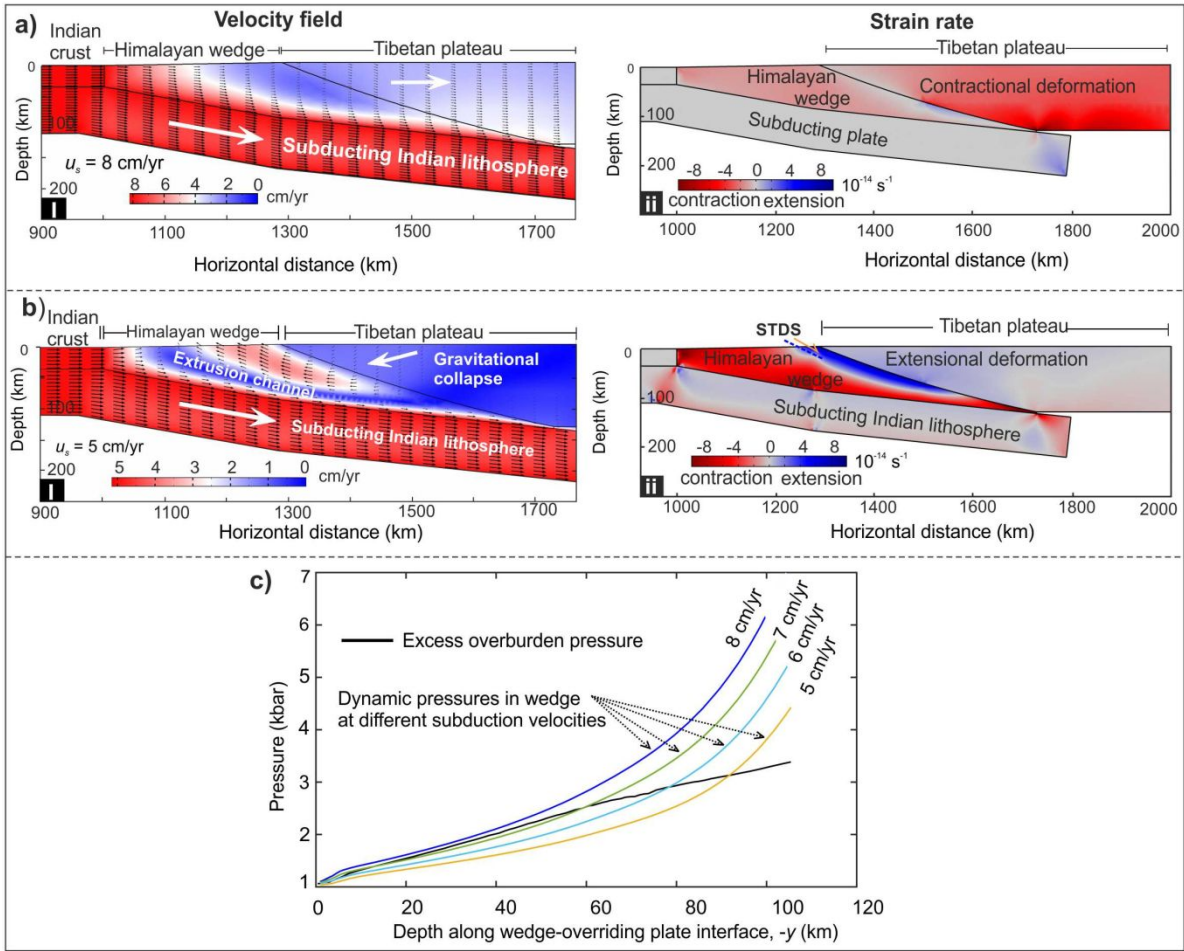 a)
Velocity field
Strain rate
Indian
crust
Himalayan wedge
Tibetan plateau
Tibetan plateau
0
100
200
Depth (km)
Subducting Indian lithosphere
u_s = 8 cm/yr
8 6 4 2 0
cm/yr
i
900 1100 1300 1500 1700
Horizontal distance (km)
0
-100
200
Depth (km)
Himalayan
wedge
Contractional deformation
Subducting plate
-8 -4 0 4 8 10⁻¹⁴ s⁻¹
contraction extension
ii
1000 1200 1400 1600 1800 2000
Horizontal distance (km)
b)
Indian
crust
Himalayan wedge
Tibetan plateau
STDS
Tibetan plateau
0
100
200
Depth (km)
Extrusion channel
Gravitational
collapse
Subducting Indian lithosphere
u_s = 5 cm/yr
5 4 3 2 1 0
cm/yr
i
900 1100 1300 1500 1700
Horizontal distance (km)
0
-100
200
Depth (km)
Himalayan
wedge
Extensional deformation
Subducting Indian lithosphere
-8 -4 0 4 8 10⁻¹⁴ s⁻¹
contraction extension
ii
1000 1200 1400 1600 1800 2000
Horizontal distance (km)
c)
7
6
5
4
3
2
1
Pressure (kbar)
Excess overburden pressure
Dynamic pressures in wedge
at different subduction velocities
8 cm/yr
7 cm/yr
6 cm/yr
5 cm/yr
0 20 40 60 80 100 120
Depth along wedge-overriding plate interface, -y (km)